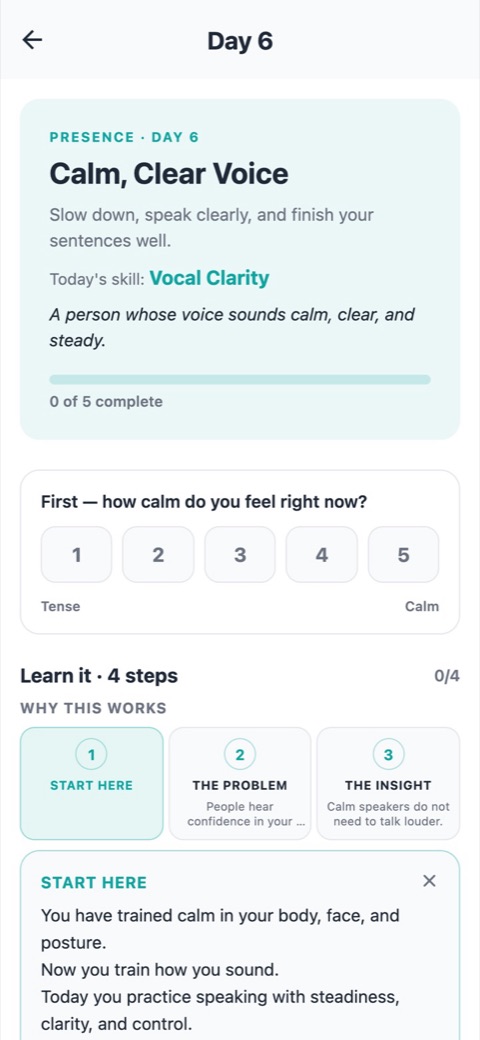 Day 6
PRESENCE · DAY 6
Calm, Clear Voice
Slow down, speak clearly, and finish your
sentences well.
Today's skill: Vocal Clarity
A person whose voice sounds calm, clear, and
steady.
0 of 5 complete
First — how calm do you feel right now?
1 2 3 4 5
Tense Calm
Learn it · 4 steps 0/4
WHY THIS WORKS
1
START HERE
2
THE PROBLEM
People hear
confidence in your ...
3
THE INSIGHT
Calm speakers do not
need to talk louder.
START HERE
You have trained calm in your body, face, and
posture.
Now you train how you sound.
Today you practice speaking with steadiness,
clarity, and control.